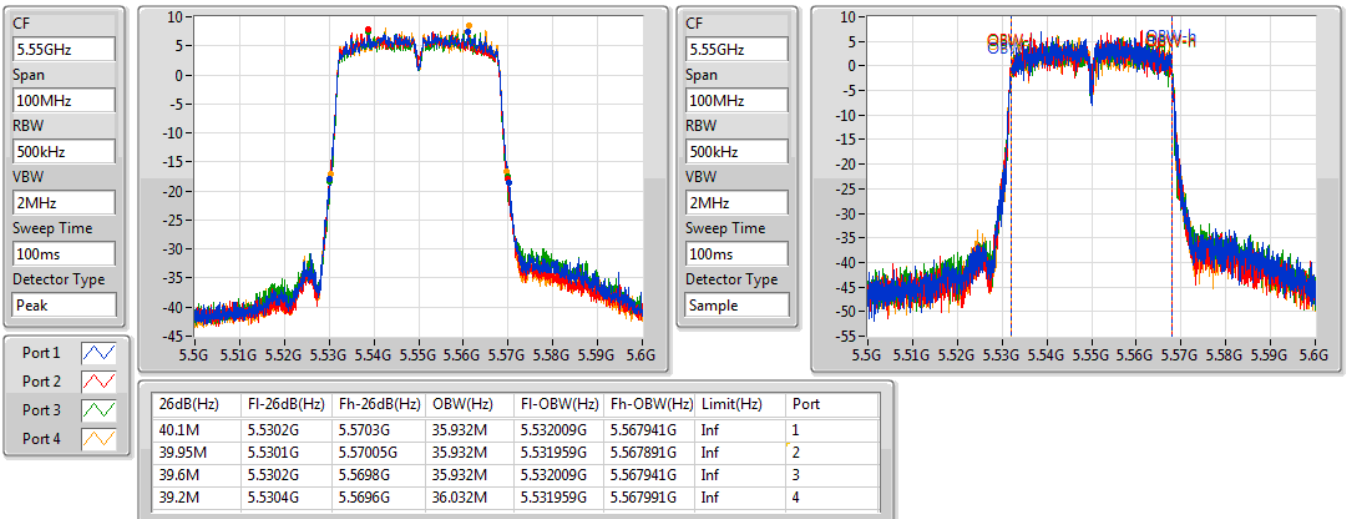 CF
5.55GHz
Span
100MHz
RBW
500kHz
VBW
2MHz
Sweep Time
100ms
Detector Type
Peak
10
5
0
-5
-10
-15
-20
-25
-30
-35
-40
-45
5.5G 5.51G 5.52G 5.53G 5.54G 5.55G 5.56G 5.57G 5.58G 5.59G 5.6G
CF
5.55GHz
Span
100MHz
RBW
500kHz
VBW
2MHz
Sweep Time
100ms
Detector Type
Sample
10
5
0
-5
-10
-15
-20
-25
-30
-35
-40
-45
-50
-55
OBW-h
5.5G 5.51G 5.52G 5.53G 5.54G 5.55G 5.56G 5.57G 5.58G 5.59G 5.6G
Port 1
Port 2
Port 3
Port 4
26dB(Hz) Fl-26dB(Hz) Fh-26dB(Hz) OBW(Hz) Fl-OBW(Hz) Fh-OBW(Hz) Limit(Hz) Port
40.1M 5.5302G 5.5703G 35.932M 5.532009G 5.567941G Inf 1
39.95M 5.5301G 5.57005G 35.932M 5.531959G 5.567891G Inf 2
39.6M 5.5302G 5.5698G 35.932M 5.532009G 5.567941G Inf 3
39.2M 5.5304G 5.5696G 36.032M 5.531959G 5.567991G Inf 4